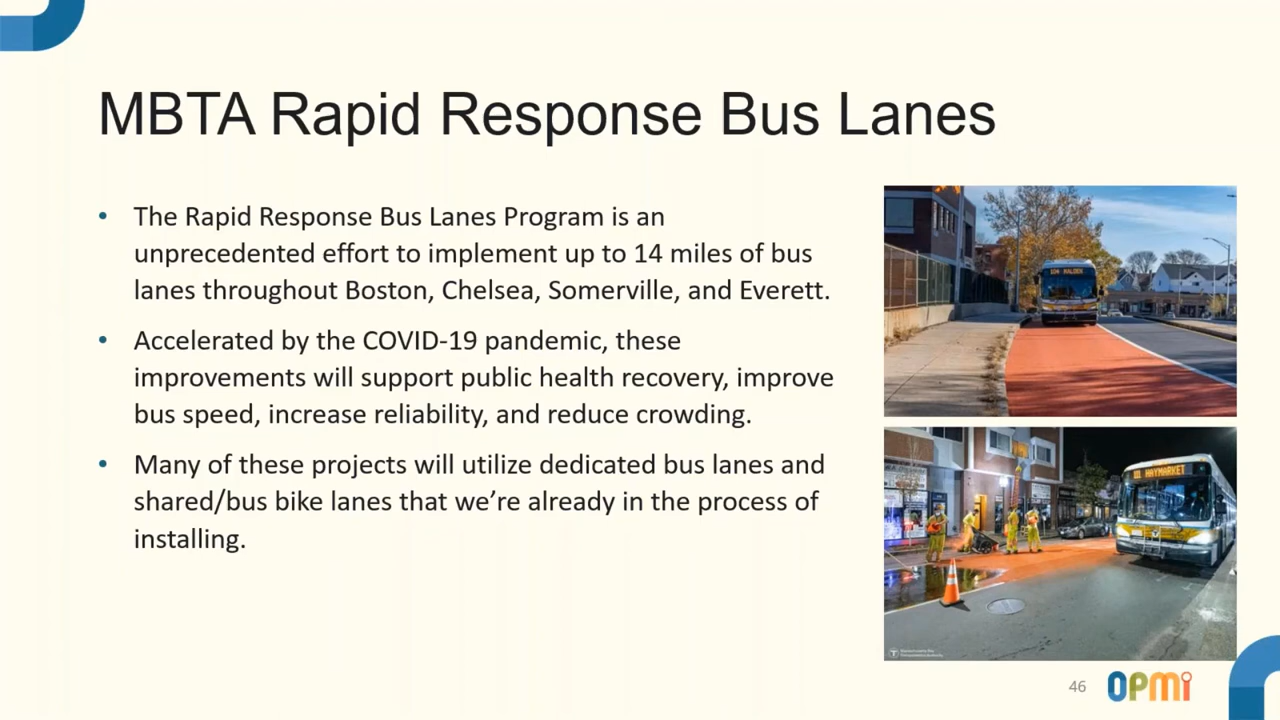 MBTA Rapid Response Bus Lanes
• The Rapid Response Bus Lanes Program is an
unprecedented effort to implement up to 14 miles of bus
lanes throughout Boston, Chelsea, Somerville, and Everett.
• Accelerated by the COVID-19 pandemic, these
improvements will support public health recovery, improve
bus speed, increase reliability, and reduce crowding.
• Many of these projects will utilize dedicated bus lanes and
shared/bus bike lanes that we’re already in the process of
installing.
104 MALDEN
HAYMARKET
T
46
OPMI